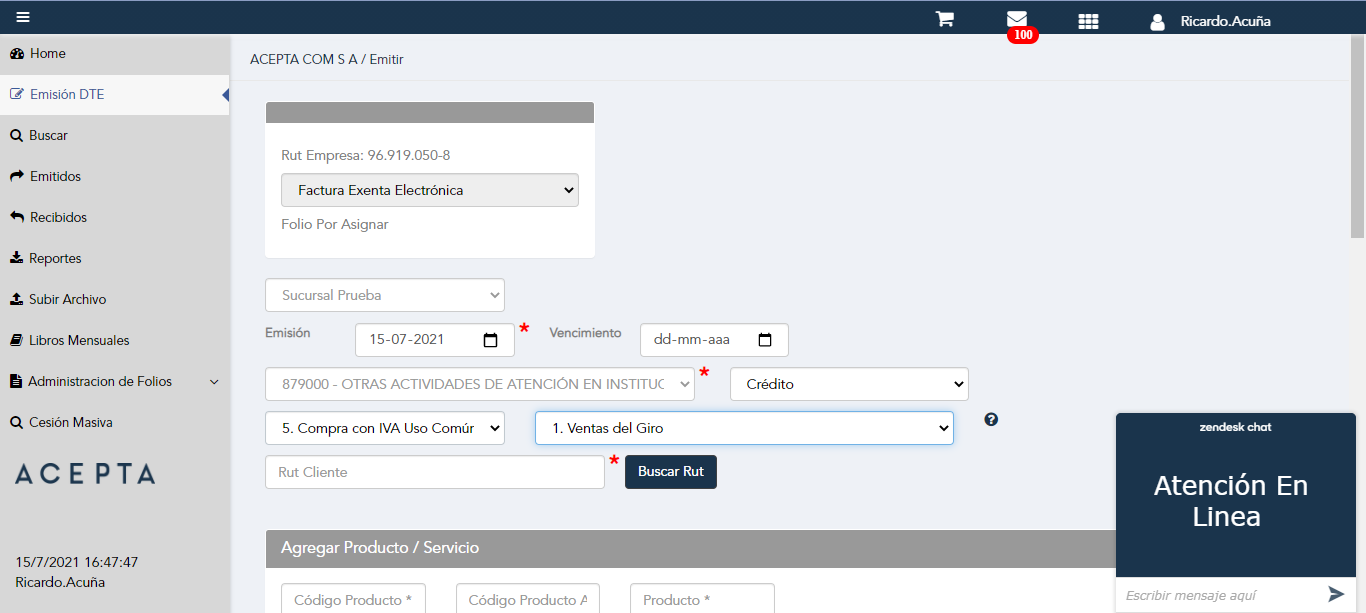 100
Ricardo.Acuña
Home
Emisión DTE
Buscar
Emitidos
Recibidos
Reportes
Subir Archivo
Libros Mensuales
Administracion de Folios
Cesión Masiva
ACEPTA
15/7/2021 16:47:47
Ricardo.Acuña
ACEPTA COM S A / Emitir
Rut Empresa: 96.919.050-8
Factura Exenta Electrónica
Folio Por Asignar
Sucursal Prueba
Emisión 15-07-2021 * Vencimiento dd-mm-aaa
879000 - OTRAS ACTIVIDADES DE ATENCIÓN EN INSTITUC * Crédito
5. Compra con IVA Uso Comúr 1. Ventas del Giro ?
Rut Cliente * Buscar Rut
Agregar Producto / Servicio
Código Producto * Código Producto A Producto *
zendesk chat
Atención En
Linea
Escribir mensaje aquí